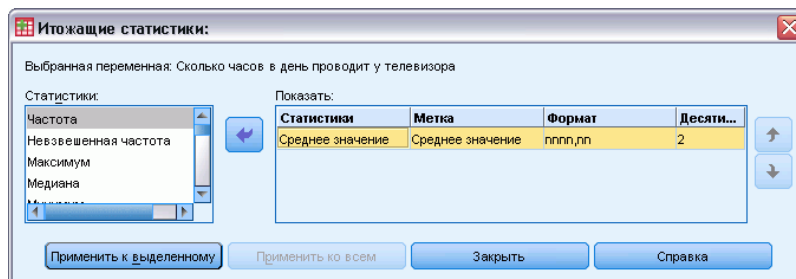 Итожащие статистики:
Выбранная переменная: Сколько часов в день проводит у телевизора
Статистики:
Показать:
Частота
Невзвешенная частота
Максимум
Медиана
Статистики Метка Формат Десяти...
Среднее значение Среднее значение nnnn,nn 2
Применить к выделенному Применить ко всем Закрыть Справка